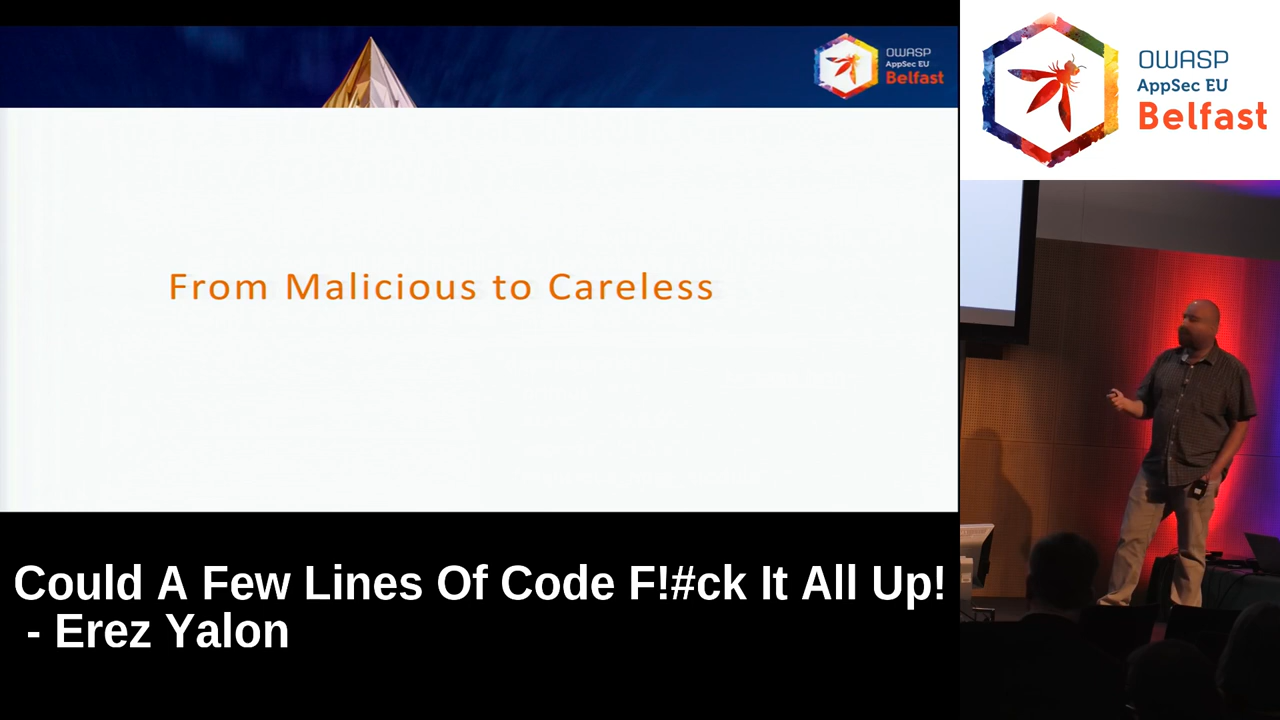 OWASP
AppSec EU
Belfast
OWASP
AppSec EU
Belfast
From Malicious to Careless
Could A Few Lines Of Code F!#ck It All Up!
- Erez Yalon